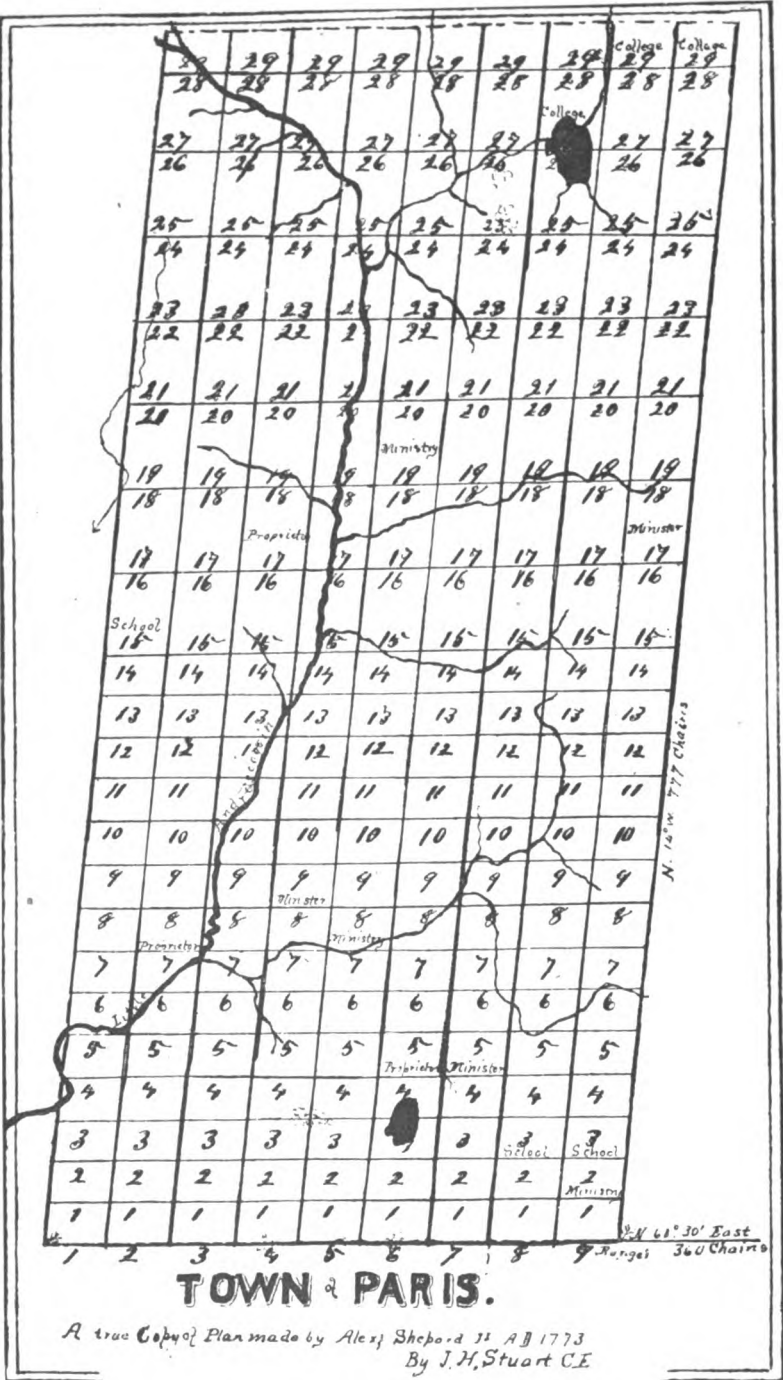 College College
29 29 29 29 29 29 29 29 29
28 28 28 28 28 28 28 28 28
College
27 27 27 27 27 27 27 27
26 26 26 26 26 26 26 26
25 25 25 25 25 25 25 25 25
24 24 24 24 24 24 24 24 24
23 23 23 23 23 23 23 23
22 22 22 22 22 22 22 22
21 21 21 21 21 21 21 21
20 20 20 20 20 20 20 20 20
Ministry
19 19 19 19 19 19 19 19 19
18 18 18 8 18 18 18 18 18
Proprietor Minister
17 17 17 7 17 17 17 17 17
16 16 16 16 16 16 16 16 16
School
15 15 15 15 15 15 15 15 15
14 14 14 14 14 14 14 14 14
13 13 13 13 13 13 13 13 13
12 12 12 12 12 12 12 12
11 11 11 11 11 11 11 11
10 10 10 10 10 10 10 10 10
9 9 9 9 9 9 9 9 9
Minister
8 8 8 8 8 8 8 8 8
Proprietor Ministry
7 7 7 7 7 7 7 7 7
6 6 6 6 6 6 6 6 6
5 5 5 5 5 5 5 5 5
Proprietor Minister
4 4 4 4 4 4 4 4 4
3 3 3 3 3 3 3 3
School School
2 2 2 2 2 2 2 2 2
Ministry
1 1 1 1 1 1 1 1 1
Little Androscoggin
N. 14° W. 777 Chains
N 68° 30' East
1 2 3 4 5 6 7 8 9 Ranges 360 Chains
TOWN of PARIS.
A true Copy of Plan made by Alexr Shepard Jr AD 1773
By J.H, Stuart C.E